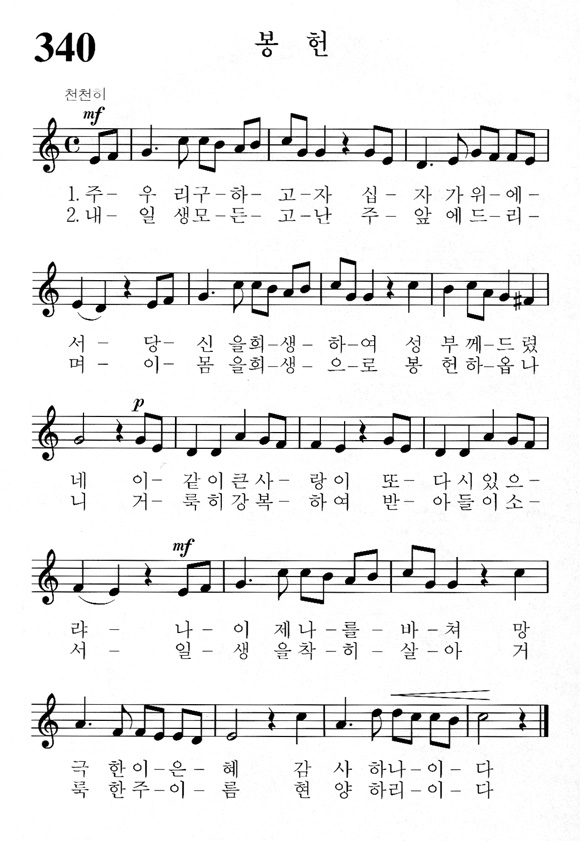 340
봉 헌
천천히
mf
1. 주- 우 리구-하- 고-자 십- 자 가위-에-
2. 내- 일 생모-든- 고-난 주- 앞 에드-리-
서- 당- 신 을희-생- 하-여 성 부 께-드렸
며- 이- 몸 을희-생- 으-로 봉 헌하-옵나
p
네 이- 같이큰사- 랑이 또- 다시있으-
니 거- 룩히강복- 하여 받- 아들이소-
mf
랴- 나-이 제나-를- 바-쳐 망
서- 일-생 을착-히- 살-아 거
극 한이-은-혜 감 사하나-이-다
룩 한주-이-름 현 양하리-이-다